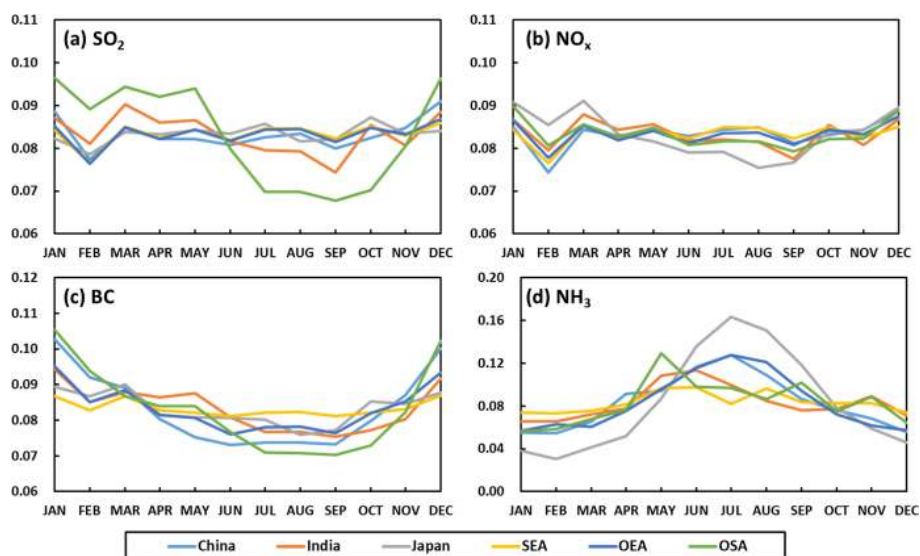 (a) SO2
0.11
0.10
0.09
0.08
0.07
0.06
JAN FEB MAR APR MAY JUN JUL AUG SEP OCT NOV DEC
(b) NOx
0.11
0.10
0.09
0.08
0.07
0.06
JAN FEB MAR APR MAY JUN JUL AUG SEP OCT NOV DEC
(c) BC
0.12
0.11
0.10
0.09
0.08
0.07
0.06
JAN FEB MAR APR MAY JUN JUL AUG SEP OCT NOV DEC
(d) NH3
0.20
0.16
0.12
0.08
0.04
0.00
JAN FEB MAR APR MAY JUN JUL AUG SEP OCT NOV DEC
China India Japan SEA OEA OSA